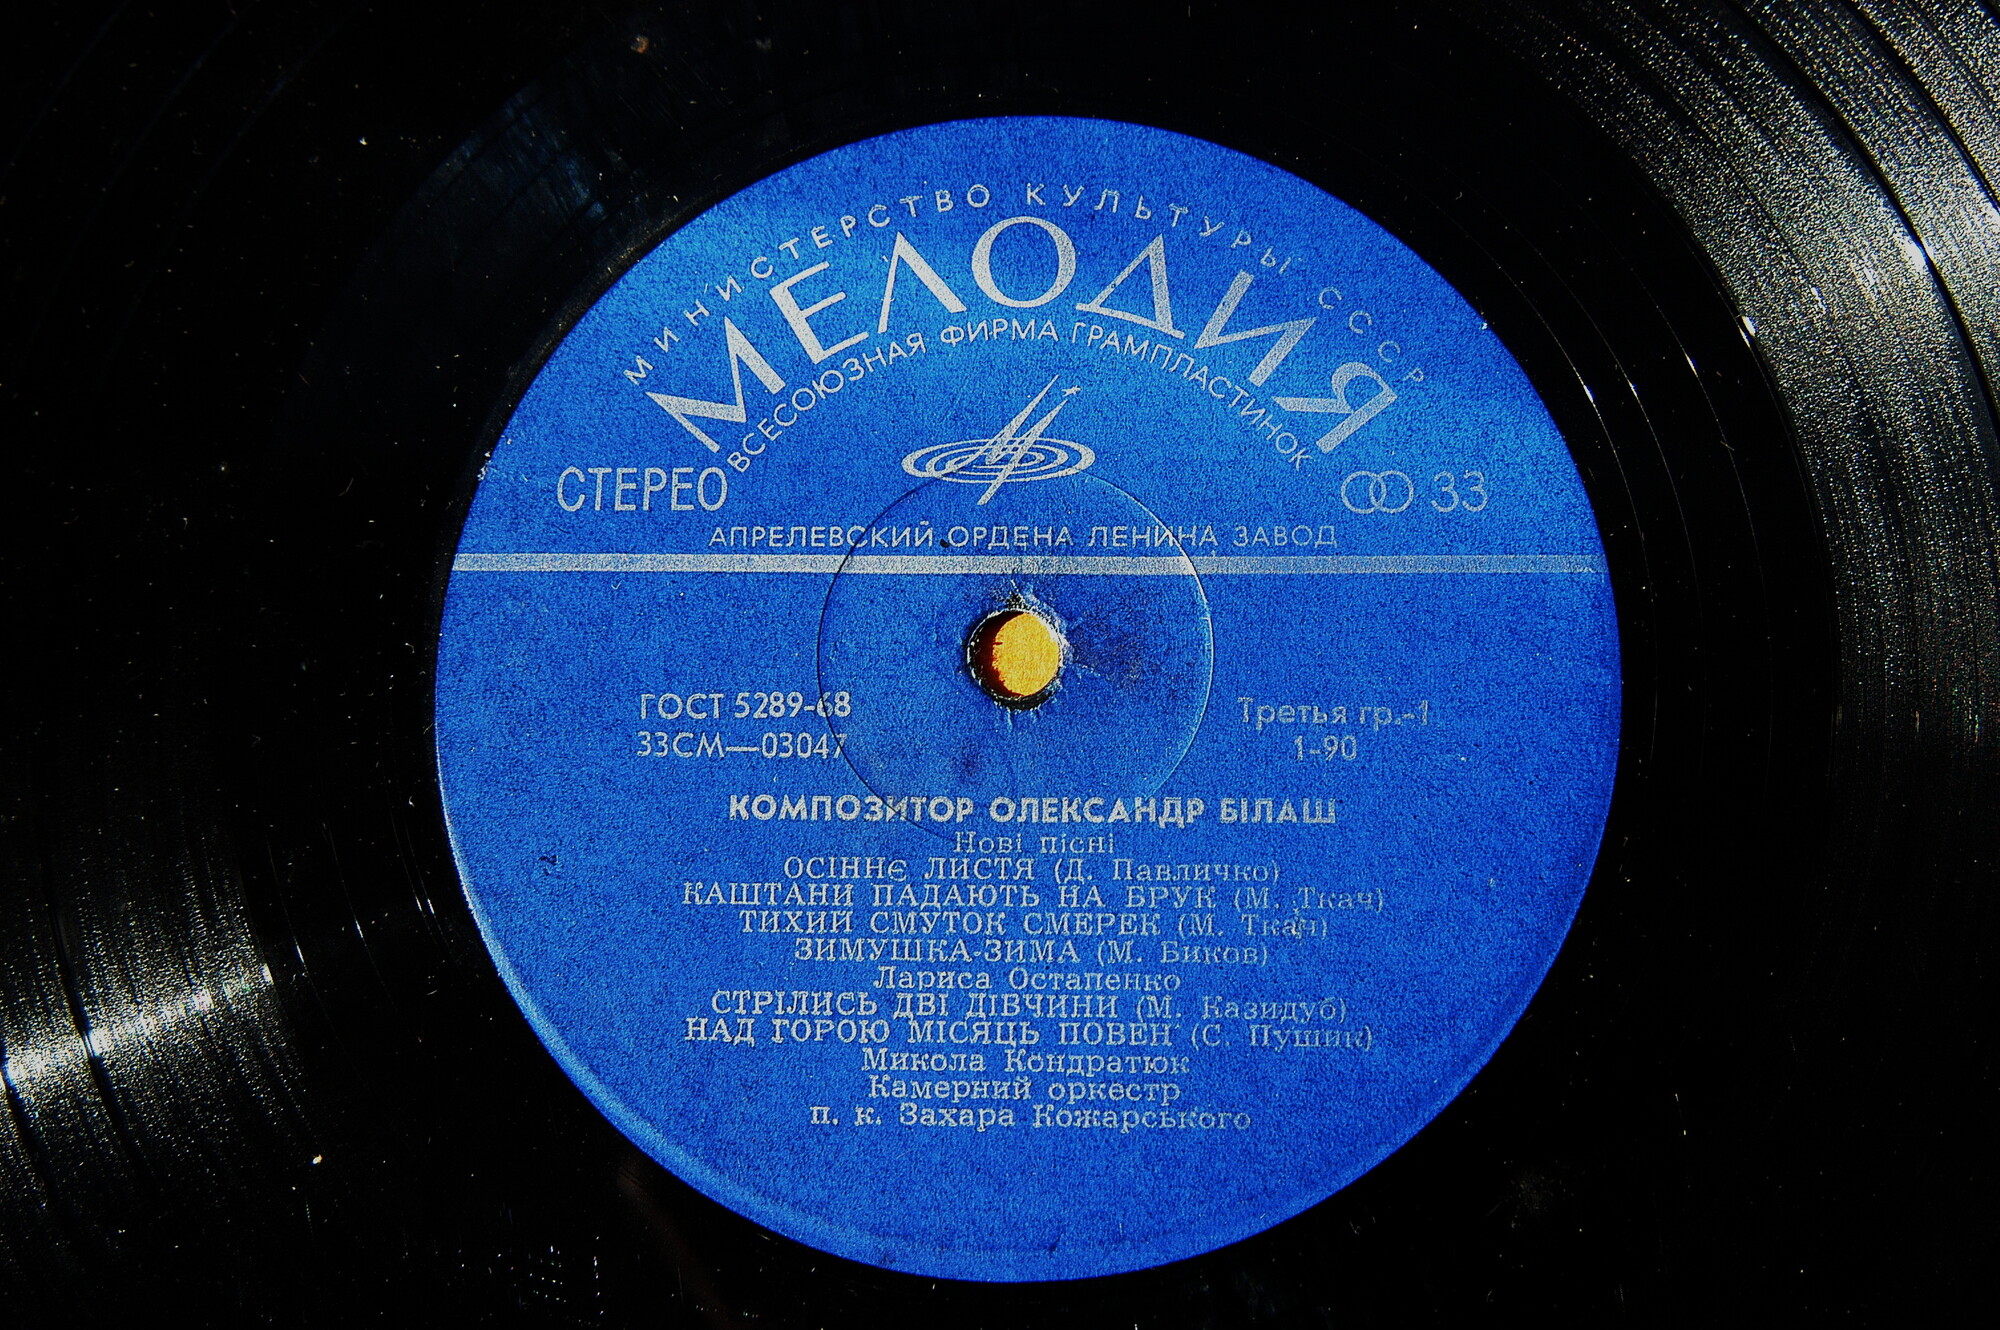 МИНИСТЕРСТВО КУЛЬТУРЫ СССР
МЕЛОДИЯ
ВСЕСОЮЗНАЯ ФИРМА ГРАМПЛАСТИНОК
СТЕРЕО 33
АПРЕЛЕВСКИЙ ОРДЕНА ЛЕНИНА ЗАВОД
ГОСТ 5289-68 Третья гр.-1
33СМ—03047 1-90
КОМПОЗИТОР ОЛЕКСАНДР БІЛАШ
Нові пісні
ОСІННЄ ЛИСТЯ (Д. Павличко)
КАШТАНИ ПАДАЮТЬ НА БРУК (М. Ткач)
ТИХИЙ СМУТОК СМЕРЕК (М. Ткач)
ЗИМУШКА-ЗИМА (М. Биков)
Лариса Остапенко
СТРІЛИСЬ ДВІ ДІВЧИНИ (М. Казидуб)
НАД ГОРОЮ МІСЯЦЬ ПОВЕН (С. Пушик)
Микола Кондратюк
Камерний оркестр
п. к. Захара Кожарського